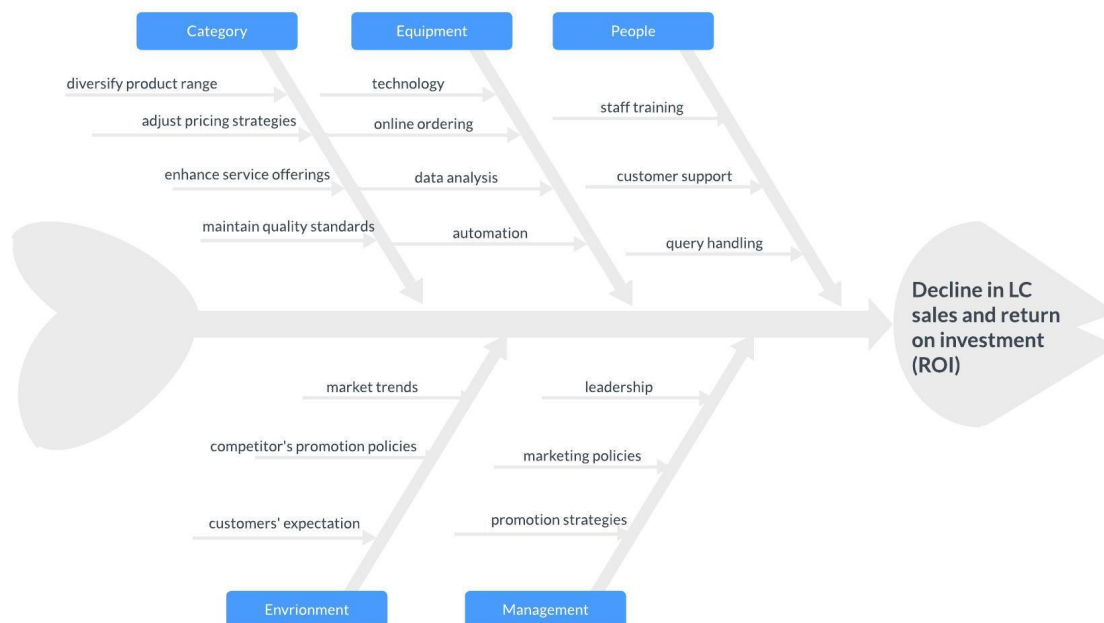 Category
Equipment
People
diversify product range
technology
staff training
adjust pricing strategies
online ordering
enhance service offerings
data analysis
customer support
maintain quality standards
automation
query handling
Decline in LC
sales and return
on investment
(ROI)
market trends
leadership
competitor's promotion policies
marketing policies
customers' expectation
promotion strategies
Envrionment
Management